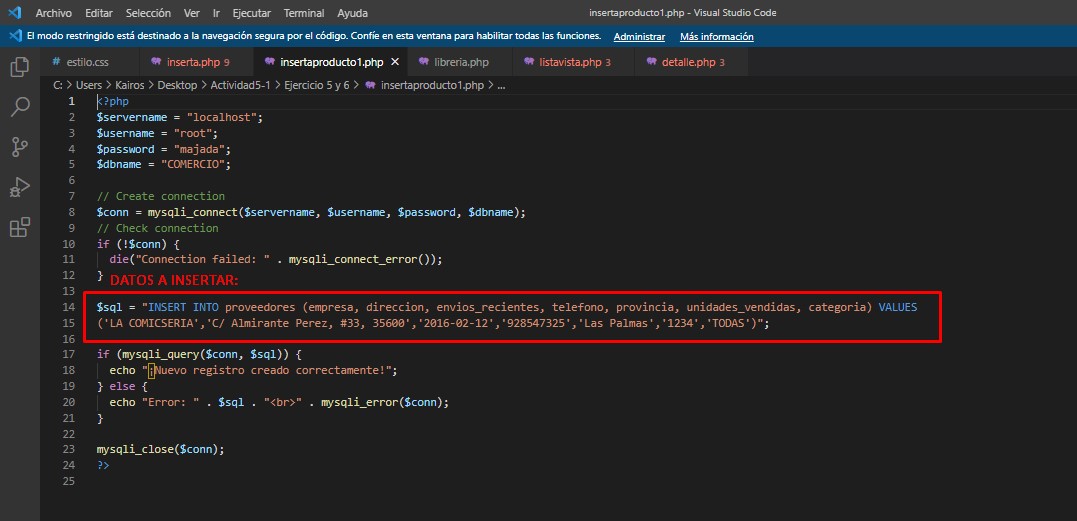 Archivo Editar Selección Ver Ir Ejecutar Terminal Ayuda insertaproducto1.php - Visual Studio Code
El modo restringido está destinado a la navegación segura por el código. Confíe en esta ventana para habilitar todas las funciones. Administrar Más información
# estilo.css inserta.php 9 insertaproducto1.php × libreria.php listavista.php 3 detalle.php 3
C: > Users > Kairos > Desktop > Actividad5-1 > Ejercicio 5 y 6 > insertaproducto1.php > ...
1 <?php
2 $servername = "localhost";
3 $username = "root";
4 $password = "majada";
5 $dbname = "COMERCIO";
6
7 // Create connection
8 $conn = mysqli_connect($servername, $username, $password, $dbname);
9 // Check connection
10 if (!$conn) {
11 die("Connection failed: " . mysqli_connect_error());
12 } DATOS A INSERTAR:
13
14 $sql = "INSERT INTO proveedores (empresa, direccion, envios_recientes, telefono, provincia, unidades_vendidas, categoria) VALUES
15 ('LA COMICSERIA','C/ Almirante Perez, #33, 35600','2016-02-12','928547325','Las Palmas','1234','TODAS')";
16
17 if (mysqli_query($conn, $sql)) {
18 echo "¡Nuevo registro creado correctamente!";
19 } else {
20 echo "Error: " . $sql . "<br>" . mysqli_error($conn);
21 }
22
23 mysqli_close($conn);
24 ?>
25